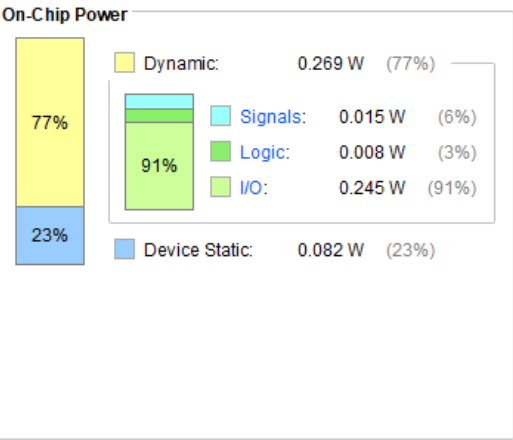 On-Chip Power
Dynamic: 0.269 W (77%)
77%
Signals: 0.015 W (6%)
Logic: 0.008 W (3%)
91%
I/O: 0.245 W (91%)
23%
Device Static: 0.082 W (23%)